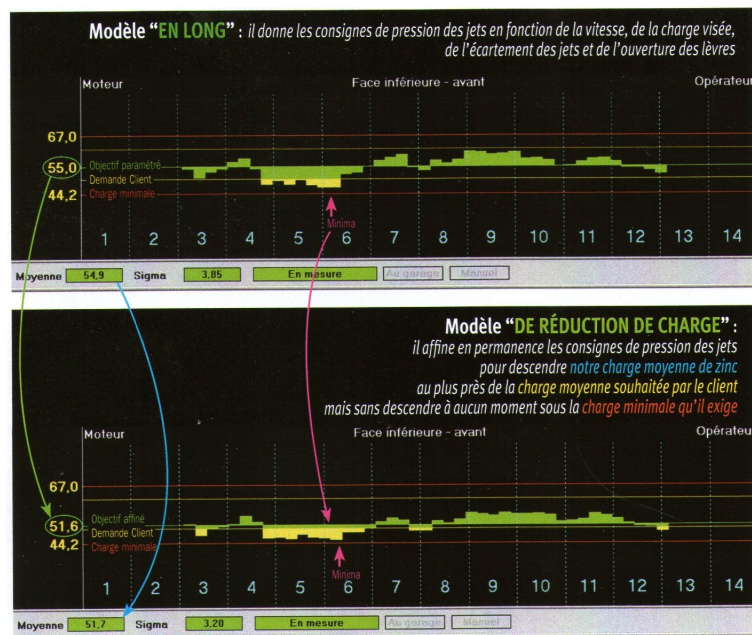 Modèle "EN LONG" : il donne les consignes de pression des jets en fonction de la vitesse, de la charge visée,
de l'écartement des jets et de l'ouverture des lèvres
Moteur Face inférieure - avant Opérateur
67,0
55,0 Objectif paramétré
Demande Client
44,2 Charge minimale
Minima
1 2 3 4 5 6 7 8 9 10 11 12 13 14
Moyenne 54,9 Sigma 3,85 En mesure Au garage Manuel
Modèle "DE RÉDUCTION DE CHARGE" :
il affine en permanence les consignes de pression des jets
pour descendre notre charge moyenne de zinc
au plus près de la charge moyenne souhaitée par le client
mais sans descendre à aucun moment sous la charge minimale qu'il exige
Moteur Face inférieure - avant Opérateu
67,0
51,6 Objectif affiné
Demande Client
44,2 Charge minimale
Minima
1 2 3 4 5 6 7 8 9 10 11 12 13 14
Moyenne 51,7 Sigma 3,28 En mesure Au garage Manuel